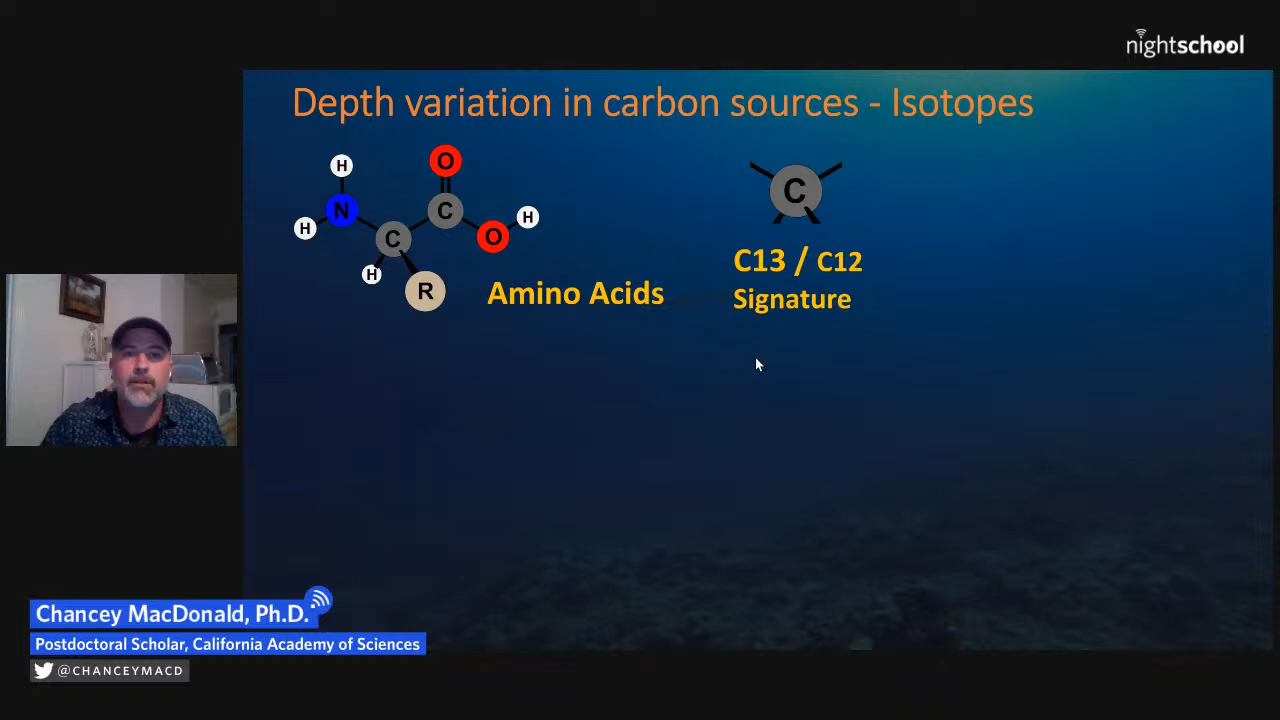 nightschool
Depth variation in carbon sources - Isotopes
H
O
H
N
C
H
C
O
H
R
Amino Acids
C
C13 / C12
Signature
Chancey MacDonald, Ph.D.
Postdoctoral Scholar, California Academy of Sciences
@CHANCEYMACD